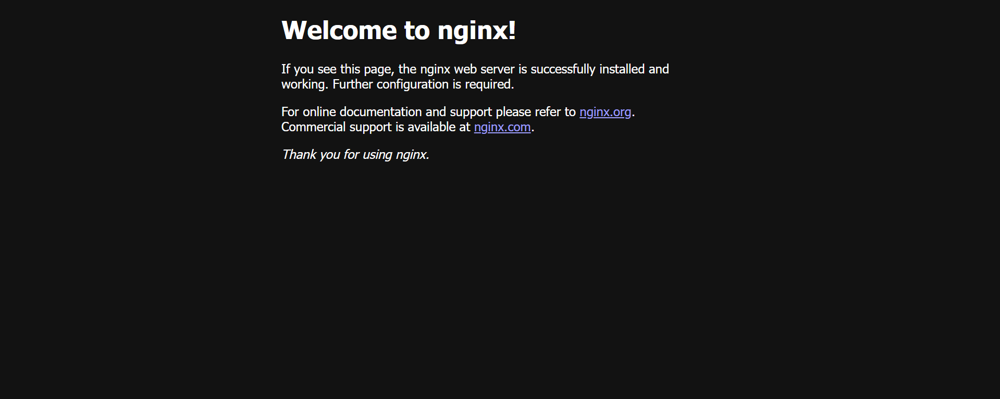 Welcome to nginx!
If you see this page, the nginx web server is successfully installed and
working. Further configuration is required.
For online documentation and support please refer to nginx.org.
Commercial support is available at nginx.com.
Thank you for using nginx.